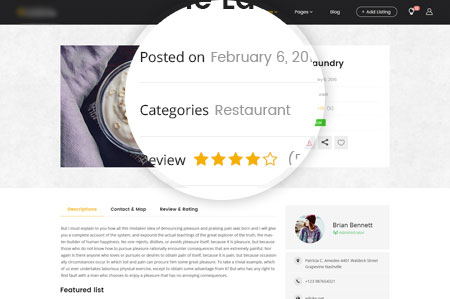 Pages
Blog
+ Add Listing
Posted on February 6, 20
Categories Restaurant
Review
aundry
Descriptions Contact & Map Review & Rating
But I must explain to you how all this mistaken idea of denouncing pleasure and praising pain was born and I will give
you a complete account of the system, and expound the actual teachings of the great explorer of the truth, the mas-
ter-builder of human happiness. No one rejects, dislikes, or avoids pleasure itself, because it is pleasure, but because
those who do not know how to pursue pleasure rationally encounter consequences that are extremely painful. Nor
again is there anyone who loves or pursues or desires to obtain pain of itself, because it is pain, but because occasion-
ally circumstances occur in which toil and pain can procure him some great pleasure. To take a trivial example, which
of us ever undertakes laborious physical exercise, except to obtain some advantage from it? But who has any right to
find fault with a man who chooses to enjoy a pleasure that has no annoying consequences.
Featured list
Brian Bennett
Patricia C. Amedee 4401 Waldeck Street
Grapevine Nashville